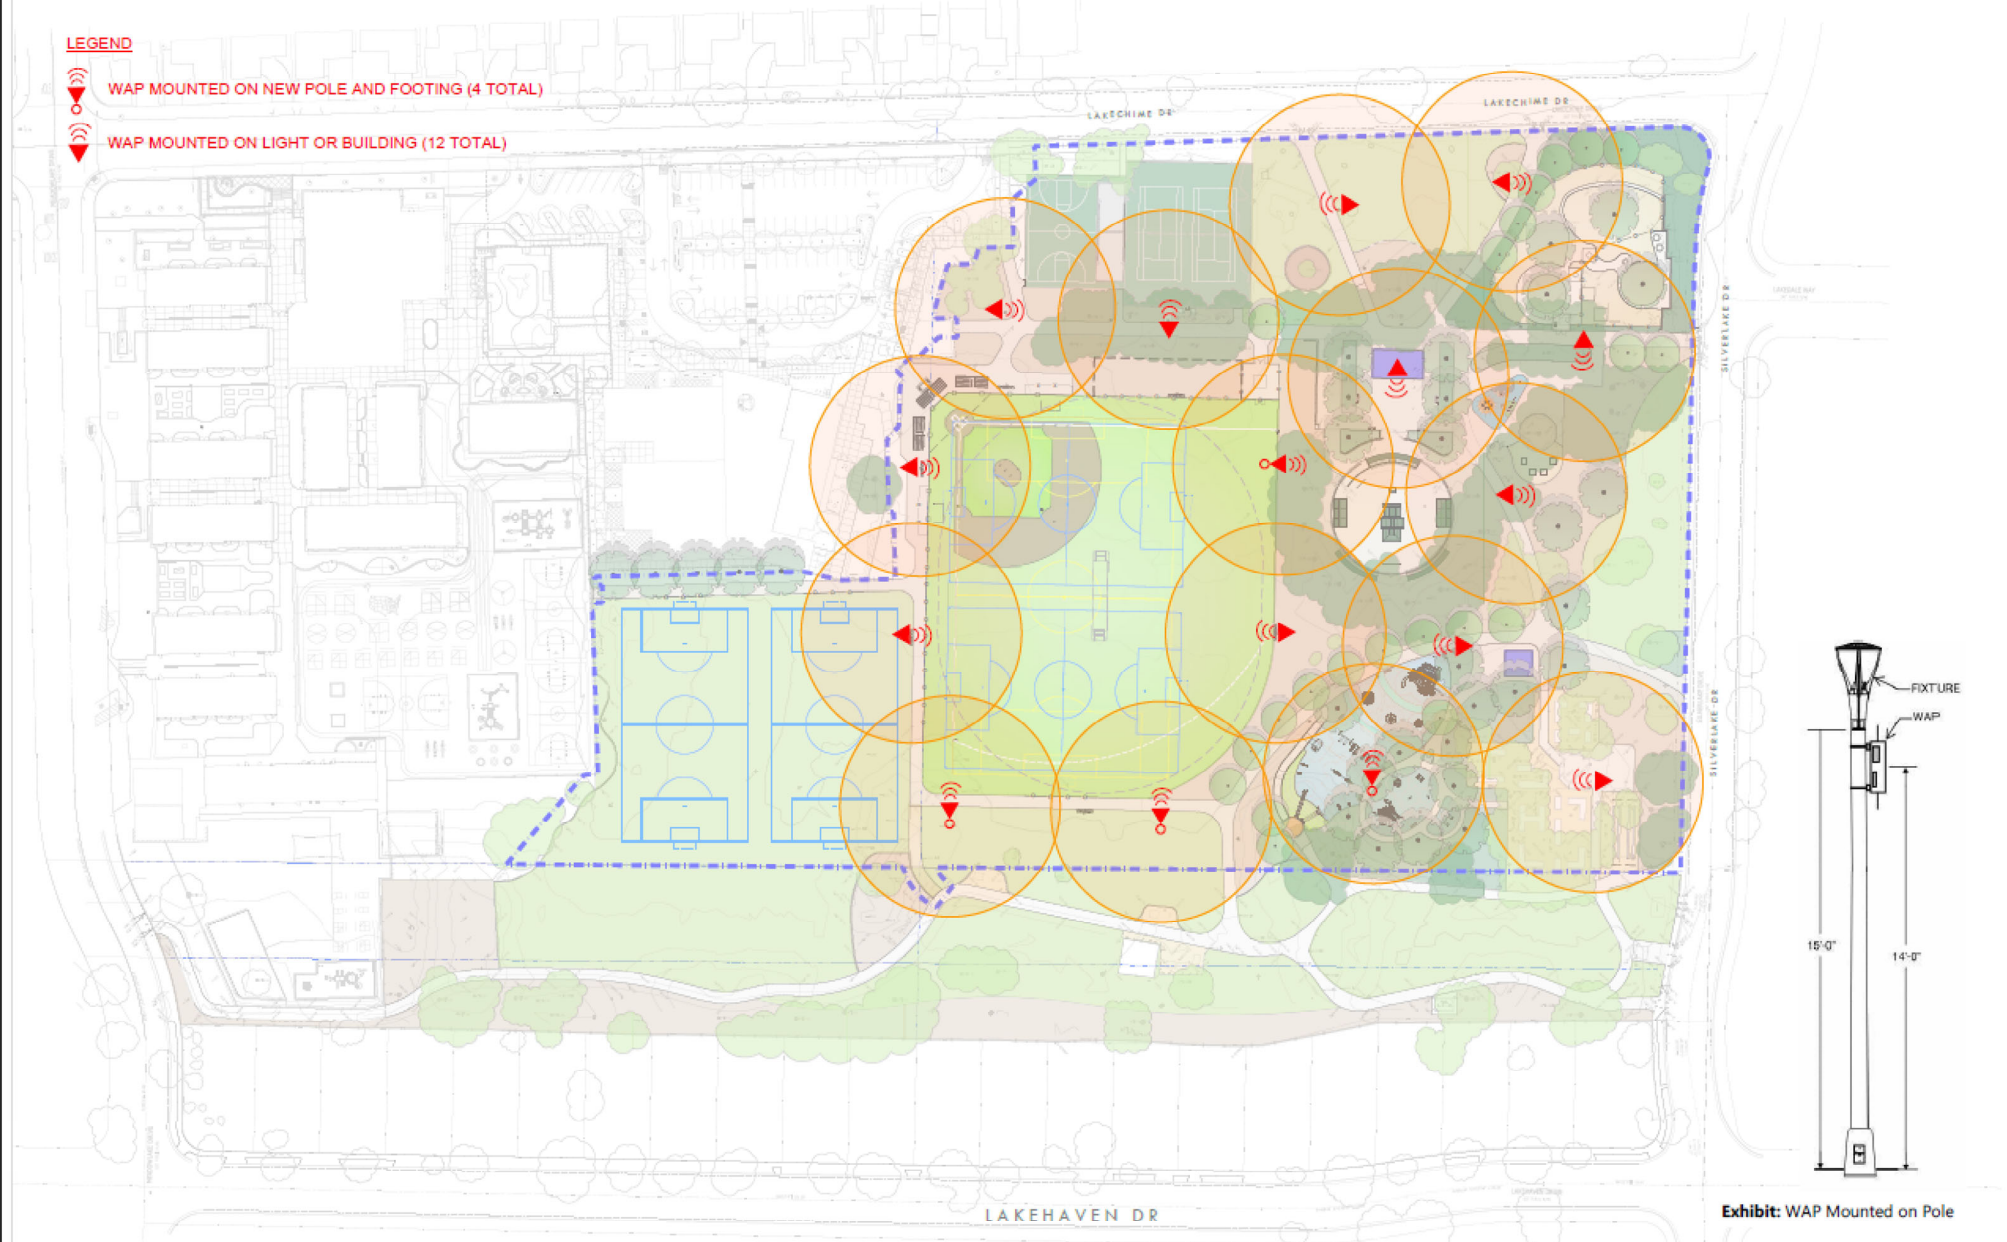 LEGEND
WAP MOUNTED ON NEW POLE AND FOOTING (4 TOTAL)
WAP MOUNTED ON LIGHT OR BUILDING (12 TOTAL)
LAKECHIME DR
LAKECHIME DR
SILVERLAKE DR
SILVERLAKE DR
FIXTURE
WAP
15'-0"
14'-0"
LAKEHAVEN DR
Exhibit: WAP Mounted on Pole